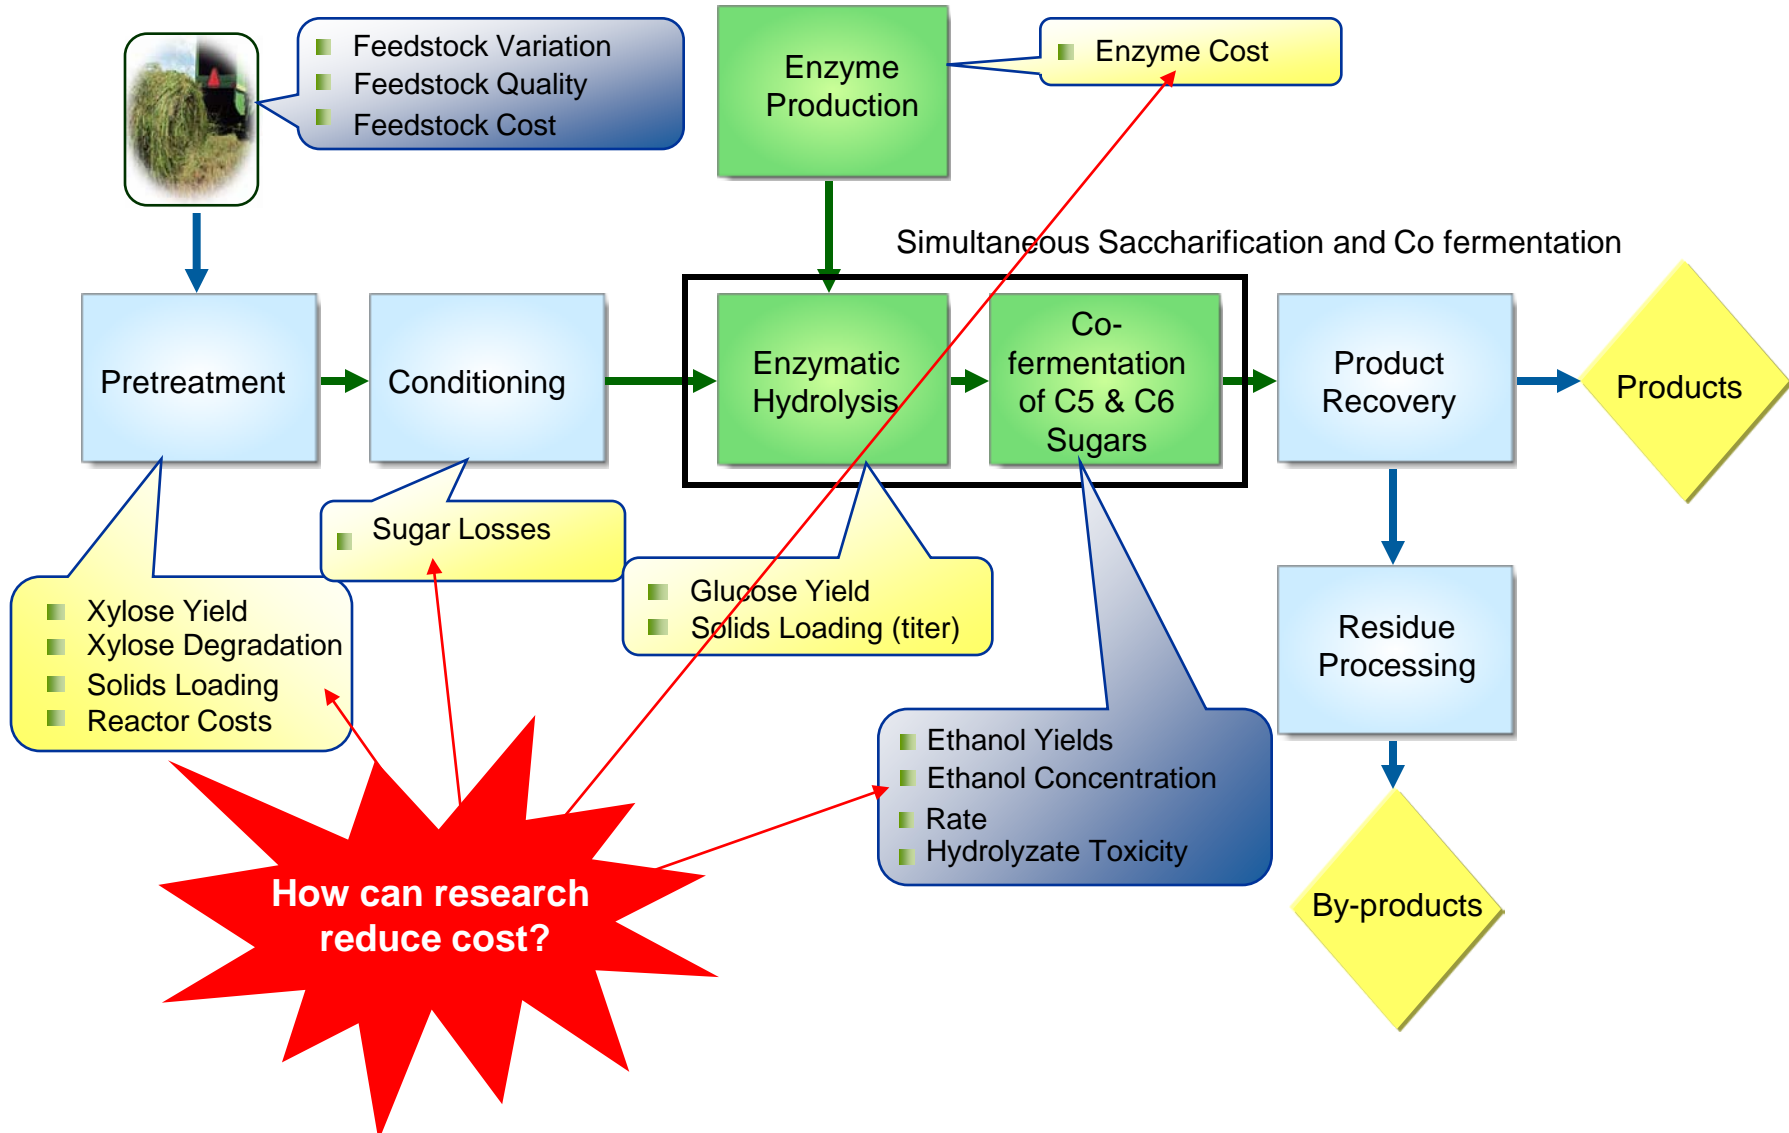 Feedstock Variation
Feedstock Quality
Feedstock Cost
Enzyme
Production
Enzyme Cost
Simultaneous Saccharification and Co fermentation
Pretreatment
Conditioning
Enzymatic
Hydrolysis
Co-
fermentation
of C5 & C6
Sugars
Product
Recovery
Products
Sugar Losses
Xylose Yield
Xylose Degradation
Solids Loading
Reactor Costs
Glucose Yield
Solids Loading (titer)
Residue
Processing
Ethanol Yields
Ethanol Concentration
Rate
Hydrolyzate Toxicity
How can research
reduce cost?
By-products